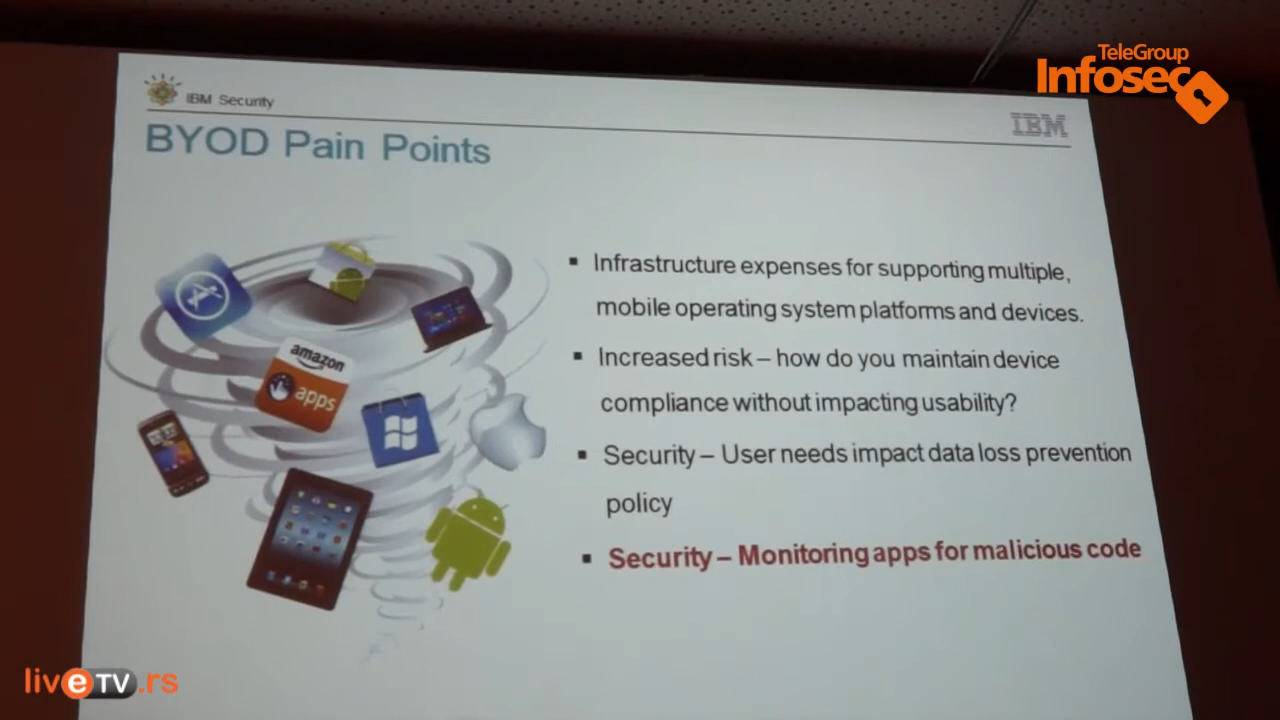 TeleGroup
Infosec
IBM Security
IBM
BYOD Pain Points
▪ Infrastructure expenses for supporting multiple,
mobile operating system platforms and devices.
▪ Increased risk – how do you maintain device
compliance without impacting usability?
▪ Security – User needs impact data loss prevention
policy
▪ Security – Monitoring apps for malicious code
amazon
apps
liveTV.rs